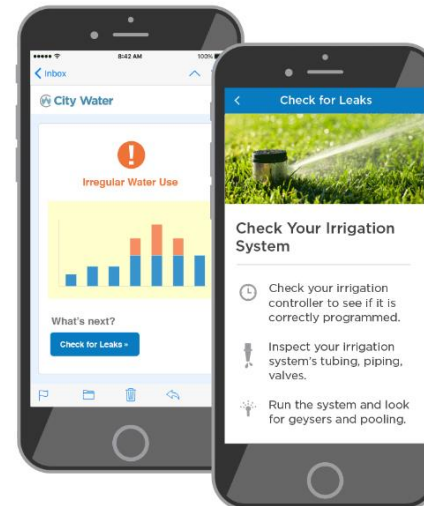 8:42 AM
100%
Inbox
City Water
Irregular Water Use
What's next?
Check for Leaks »
Check for Leaks
Check Your Irrigation
System
Check your irrigation
controller to see if it is
correctly programmed.
Inspect your irrigation
system's tubing, piping,
valves.
Run the system and look
for geysers and pooling.